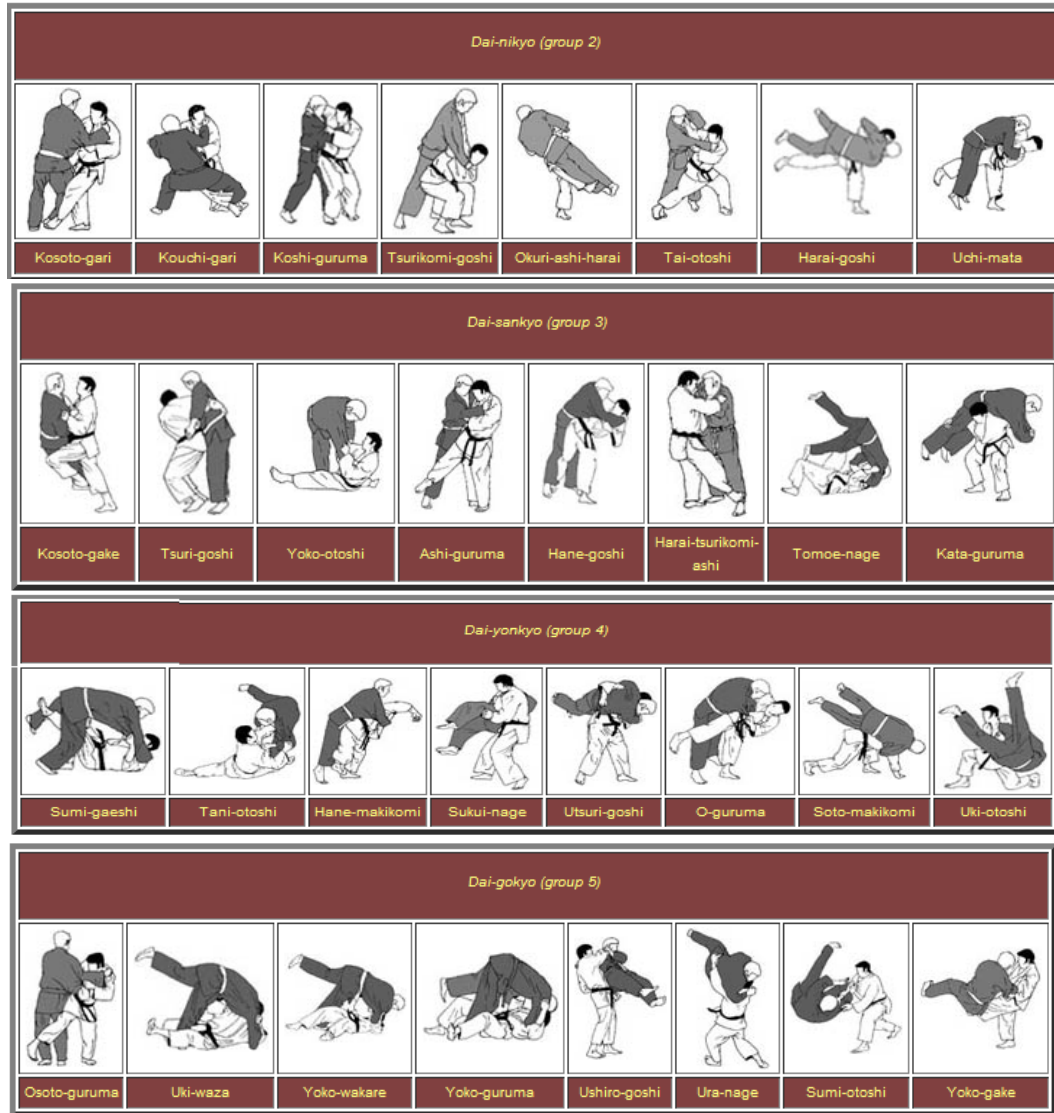 Dai-nikyo (group 2)
Kosoto-gari Kouchi-gari Koshi-guruma Tsurikomi-goshi Okuri-ashi-harai Tai-otoshi Harai-goshi Uchi-mata
Dai-sankyo (group 3)
Kosoto-gake Tsuri-goshi Yoko-otoshi Ashi-guruma Hane-goshi Harai-tsurikomi-
ashi Tomoe-nage Kata-guruma
Dai-yonkyo (group 4)
Sumi-gaeshi Tani-otoshi Hane-makikomi Sukui-nage Utsuri-goshi O-guruma Soto-makikomi Uki-otoshi
Dai-gokyo (group 5)
Osoto-guruma Uki-waza Yoko-wakare Yoko-guruma Ushiro-goshi Ura-nage Sumi-otoshi Yoko-gake